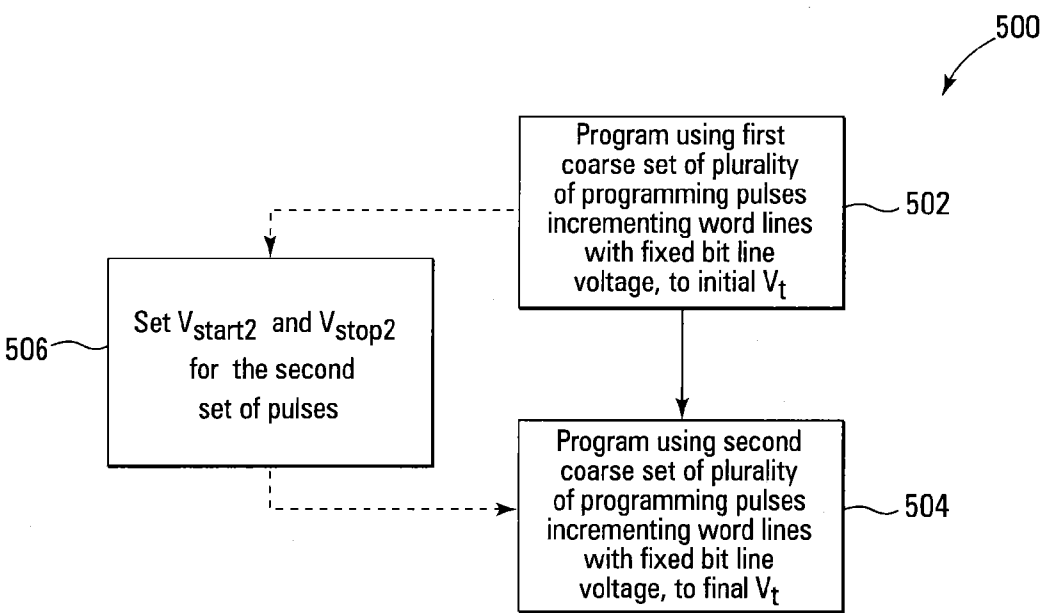 500
Program using first
coarse set of plurality
of programming pulses
incrementing word lines
with fixed bit line
voltage, to initial Vt
502
Set Vstart2 and Vstop2
for the second
set of pulses
506
Program using second
coarse set of plurality
of programming pulses
incrementing word lines
with fixed bit line
voltage, to final Vt
504